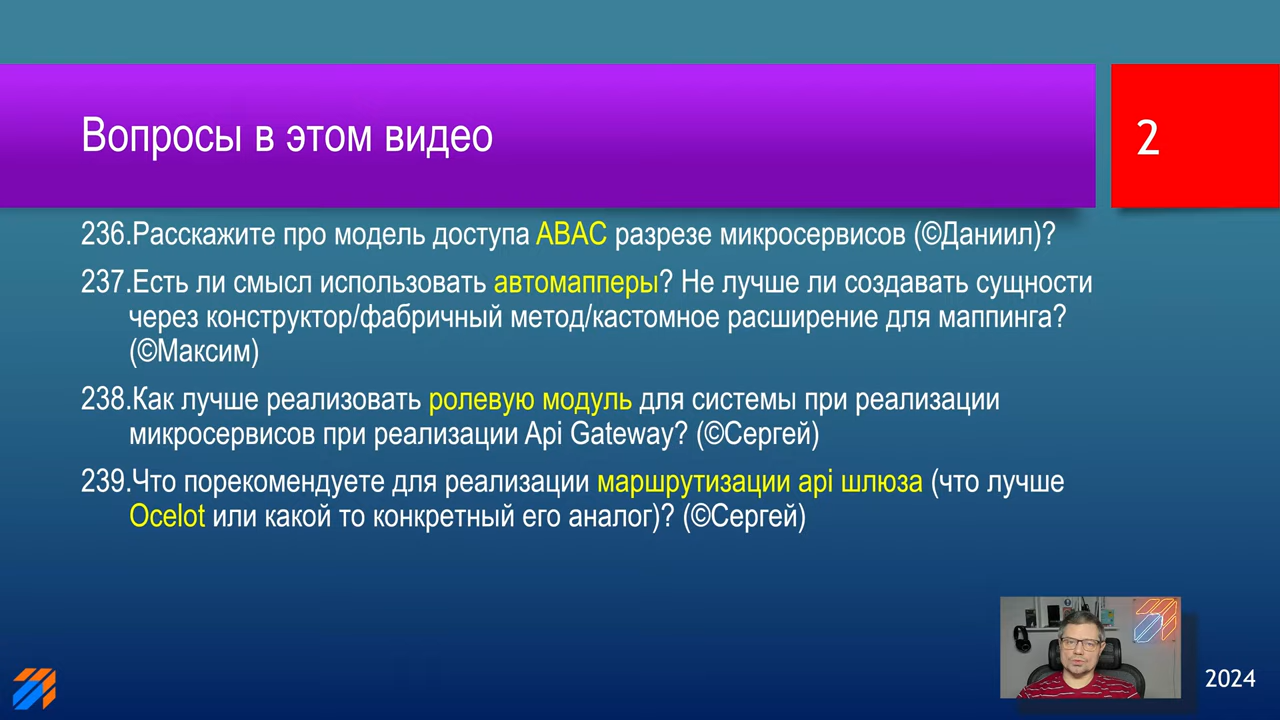 Вопросы в этом видео
2
236.Расскажите про модель доступа ABAC разрезе микросервисов (©Даниил)?
237.Есть ли смысл использовать автомапперы? Не лучше ли создавать сущности
через конструктор/фабричный метод/кастомное расширение для маппинга?
(©Максим)
238.Как лучше реализовать ролевую модуль для системы при реализации
микросервисов при реализации Api Gateway? (©Сергей)
239.Что порекомендуете для реализации маршрутизации api шлюза (что лучше
Ocelot или какой то конкретный его аналог)? (©Сергей)
2024